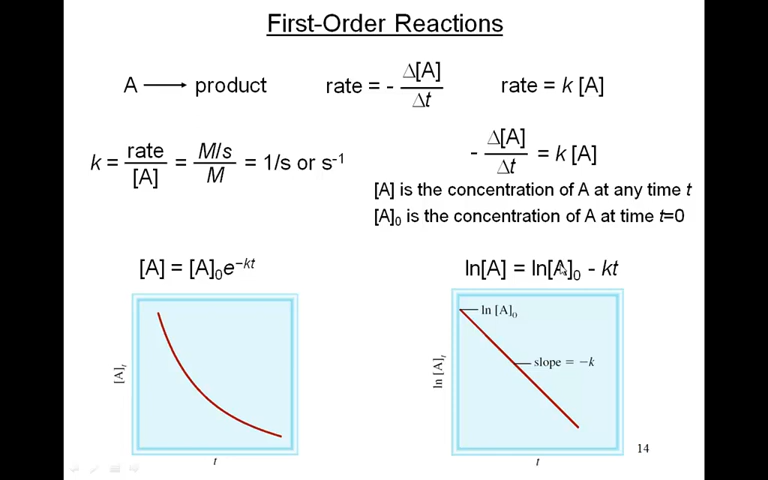 First-Order Reactions
A ⟶ product
rate = - Δ[A]/Δt
rate = k [A]
k = rate/[A] = M/s/M = 1/s or s⁻¹
- Δ[A]/Δt = k [A]
[A] is the concentration of A at any time t
[A]₀ is the concentration of A at time t=0
[A] = [A]₀e⁻ᵏᵗ
ln[A] = ln[A]₀ - kt
[A]ₜ
t
ln [A]₀
slope = −k
ln [A]ₜ
t
14